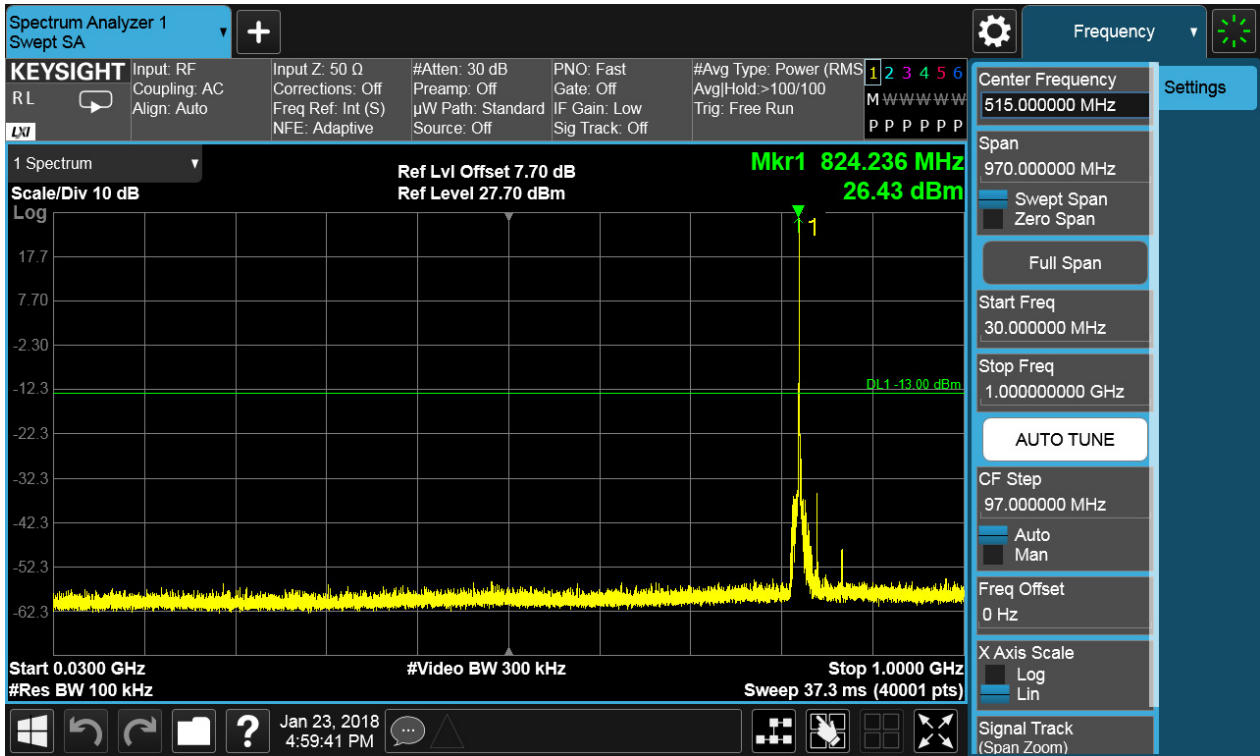 Spectrum Analyzer 1
Swept SA
Frequency
KEYSIGHT
RL
LXI
Input: RF
Coupling: AC
Align: Auto
Input Z: 50 Ω
Corrections: Off
Freq Ref: Int (S)
NFE: Adaptive
#Atten: 30 dB
Preamp: Off
µW Path: Standard
Source: Off
PNO: Fast
Gate: Off
IF Gain: Low
Sig Track: Off
#Avg Type: Power (RMS
Avg|Hold:>100/100
Trig: Free Run
1 2 3 4 5 6
M W W W W W
P P P P P P
1 Spectrum
Scale/Div 10 dB
Log
Ref Lvl Offset 7.70 dB
Ref Level 27.70 dBm
Mkr1 824.236 MHz
26.43 dBm
1
17.7
7.70
-2.30
-12.3
DL1 -13.00 dBm
-22.3
-32.3
-42.3
-52.3
-62.3
Start 0.0300 GHz
#Video BW 300 kHz
Stop 1.0000 GHz
#Res BW 100 kHz
Sweep 37.3 ms (40001 pts)
Center Frequency
515.000000 MHz
Settings
Span
970.000000 MHz
Swept Span
Zero Span
Full Span
Start Freq
30.000000 MHz
Stop Freq
1.000000000 GHz
AUTO TUNE
CF Step
97.000000 MHz
Auto
Man
Freq Offset
0 Hz
X Axis Scale
Log
Lin
Signal Track
(Span Zoom)
?
Jan 23, 2018
4:59:41 PM